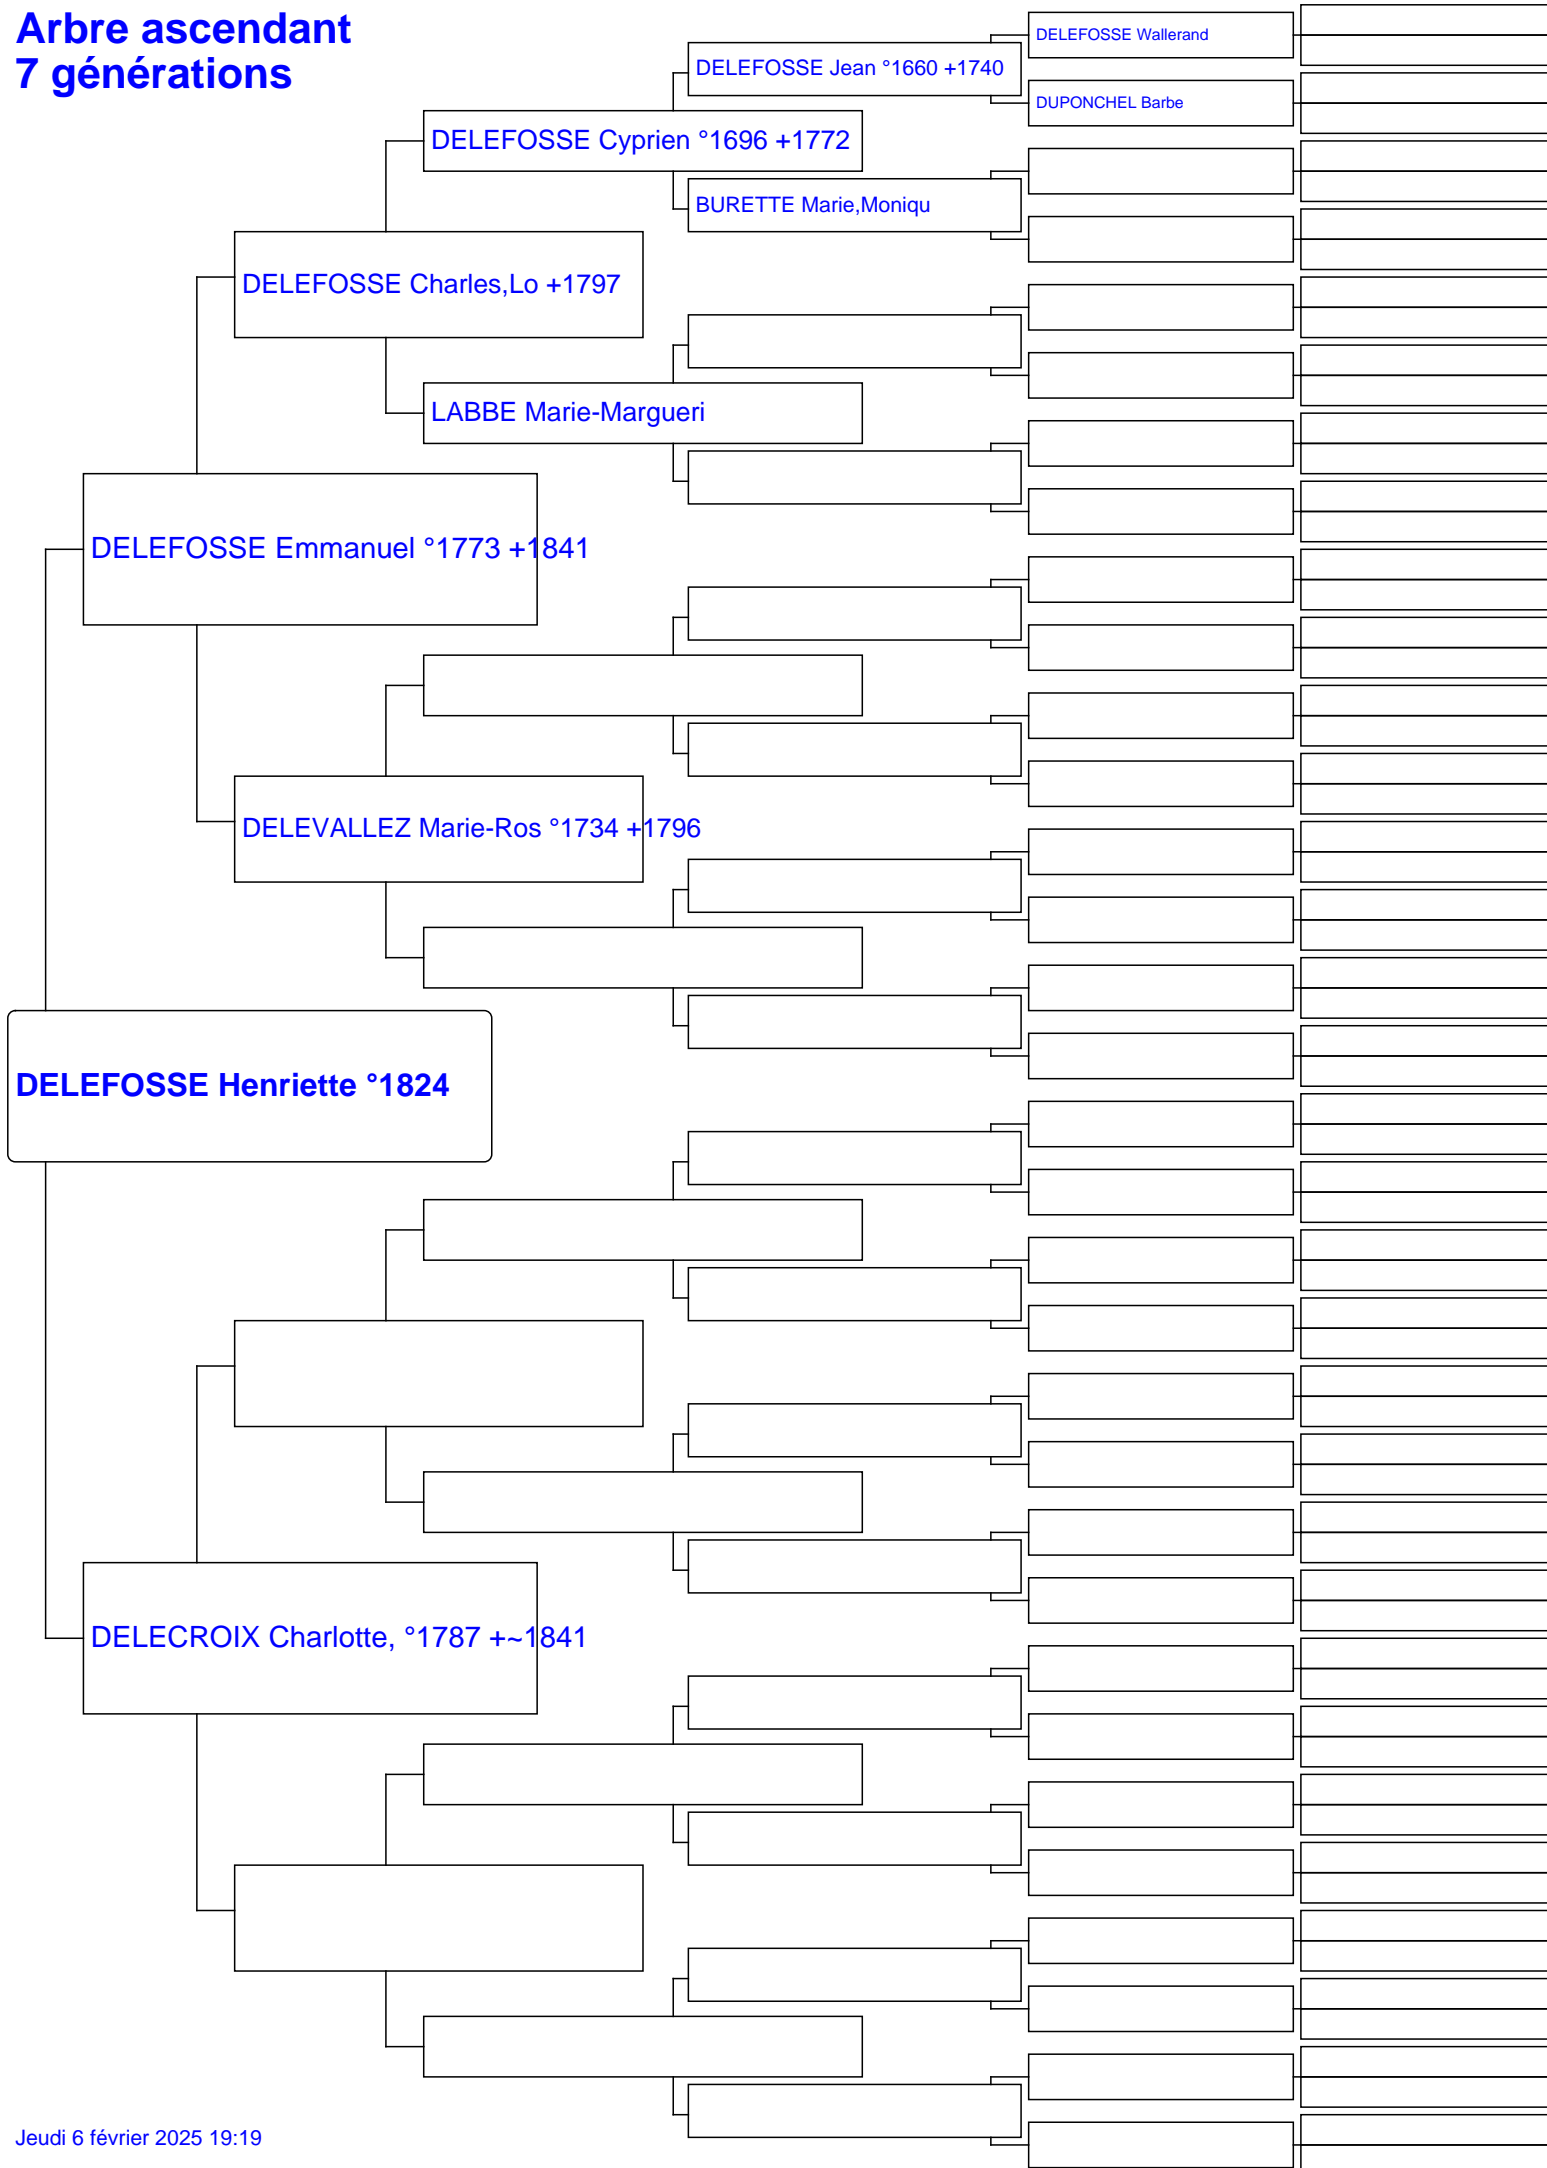 Arbre ascendant
7 générations
DELEFOSSE Wallerand
DELEFOSSE Jean °1660 +1740
DUPONCHEL Barbe
DELEFOSSE Cyprien °1696 +1772
BURETTE Marie,Moniqu
DELEFOSSE Charles,Lo +1797
LABBE Marie-Margueri
DELEFOSSE Emmanuel °1773 +1841
DELEVALLEZ Marie-Ros °1734 +1796
DELEFOSSE Henriette °1824
DELECROIX Charlotte, °1787 +~1841
Jeudi 6 février 2025 19:19